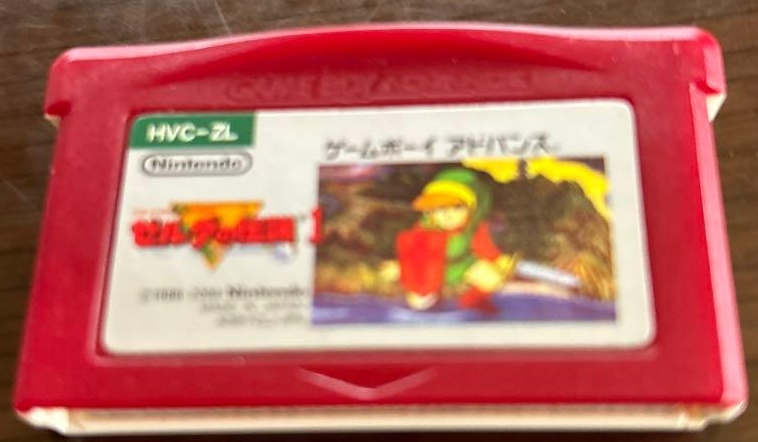 GAME BOY ADVANCE
HVC-ZL
Nintendo
ゲームボーイ アドバンス
ゼルダの伝説 1
Nintendo